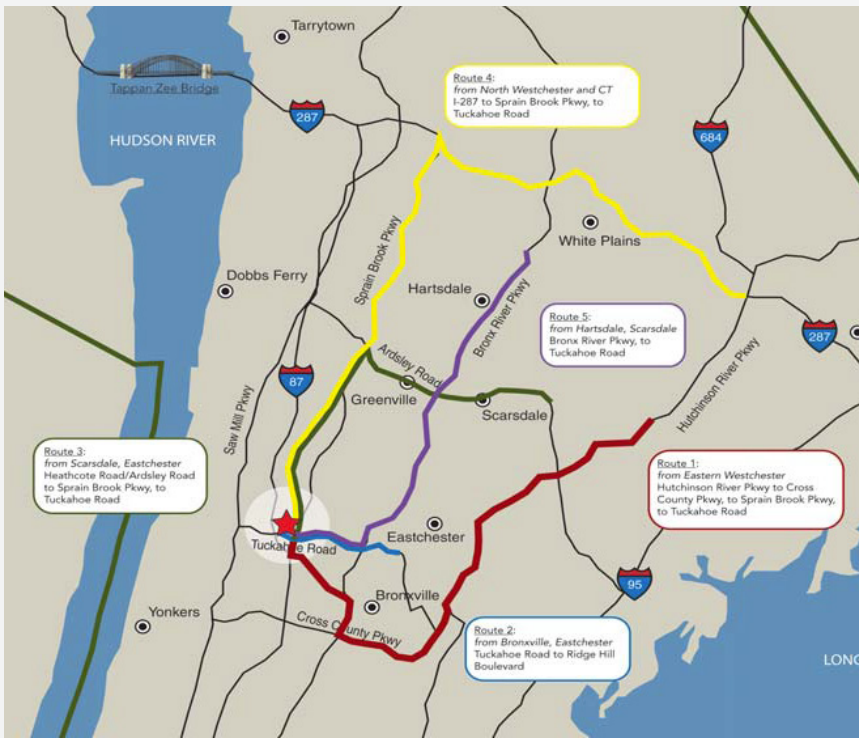 Tarrytown
Tappan Zee Bridge
HUDSON RIVER
287
Route 4:
from North Westchester and CT
I-287 to Sprain Brook Pkwy, to
Tuckahoe Road
684
White Plains
Sprain Brook Pkwy
Dobbs Ferry
Hartsdale
Bronx River Pkwy
Route 5:
from Hartsdale, Scarsdale
Bronx River Pkwy, to
Tuckahoe Road
287
Hutchinson River Pkwy
87
Saw Mill Pkwy
Ardsley Road
Greenville
Scarsdale
Route 3:
from Scarsdale, Eastchester
Heathcote Road/Ardsley Road
to Sprain Brook Pkwy, to
Tuckahoe Road
Route 1:
from Eastern Westchester
Hutchinson River Pkwy to Cross
County Pkwy, to Sprain Brook Pkwy,
to Tuckahoe Road
Eastchester
Tuckahoe Road
95
Bronxville
Yonkers
Cross County Pkwy
Route 2:
from Bronxville, Eastchester
Tuckahoe Road to Ridge Hill
Boulevard
LONG